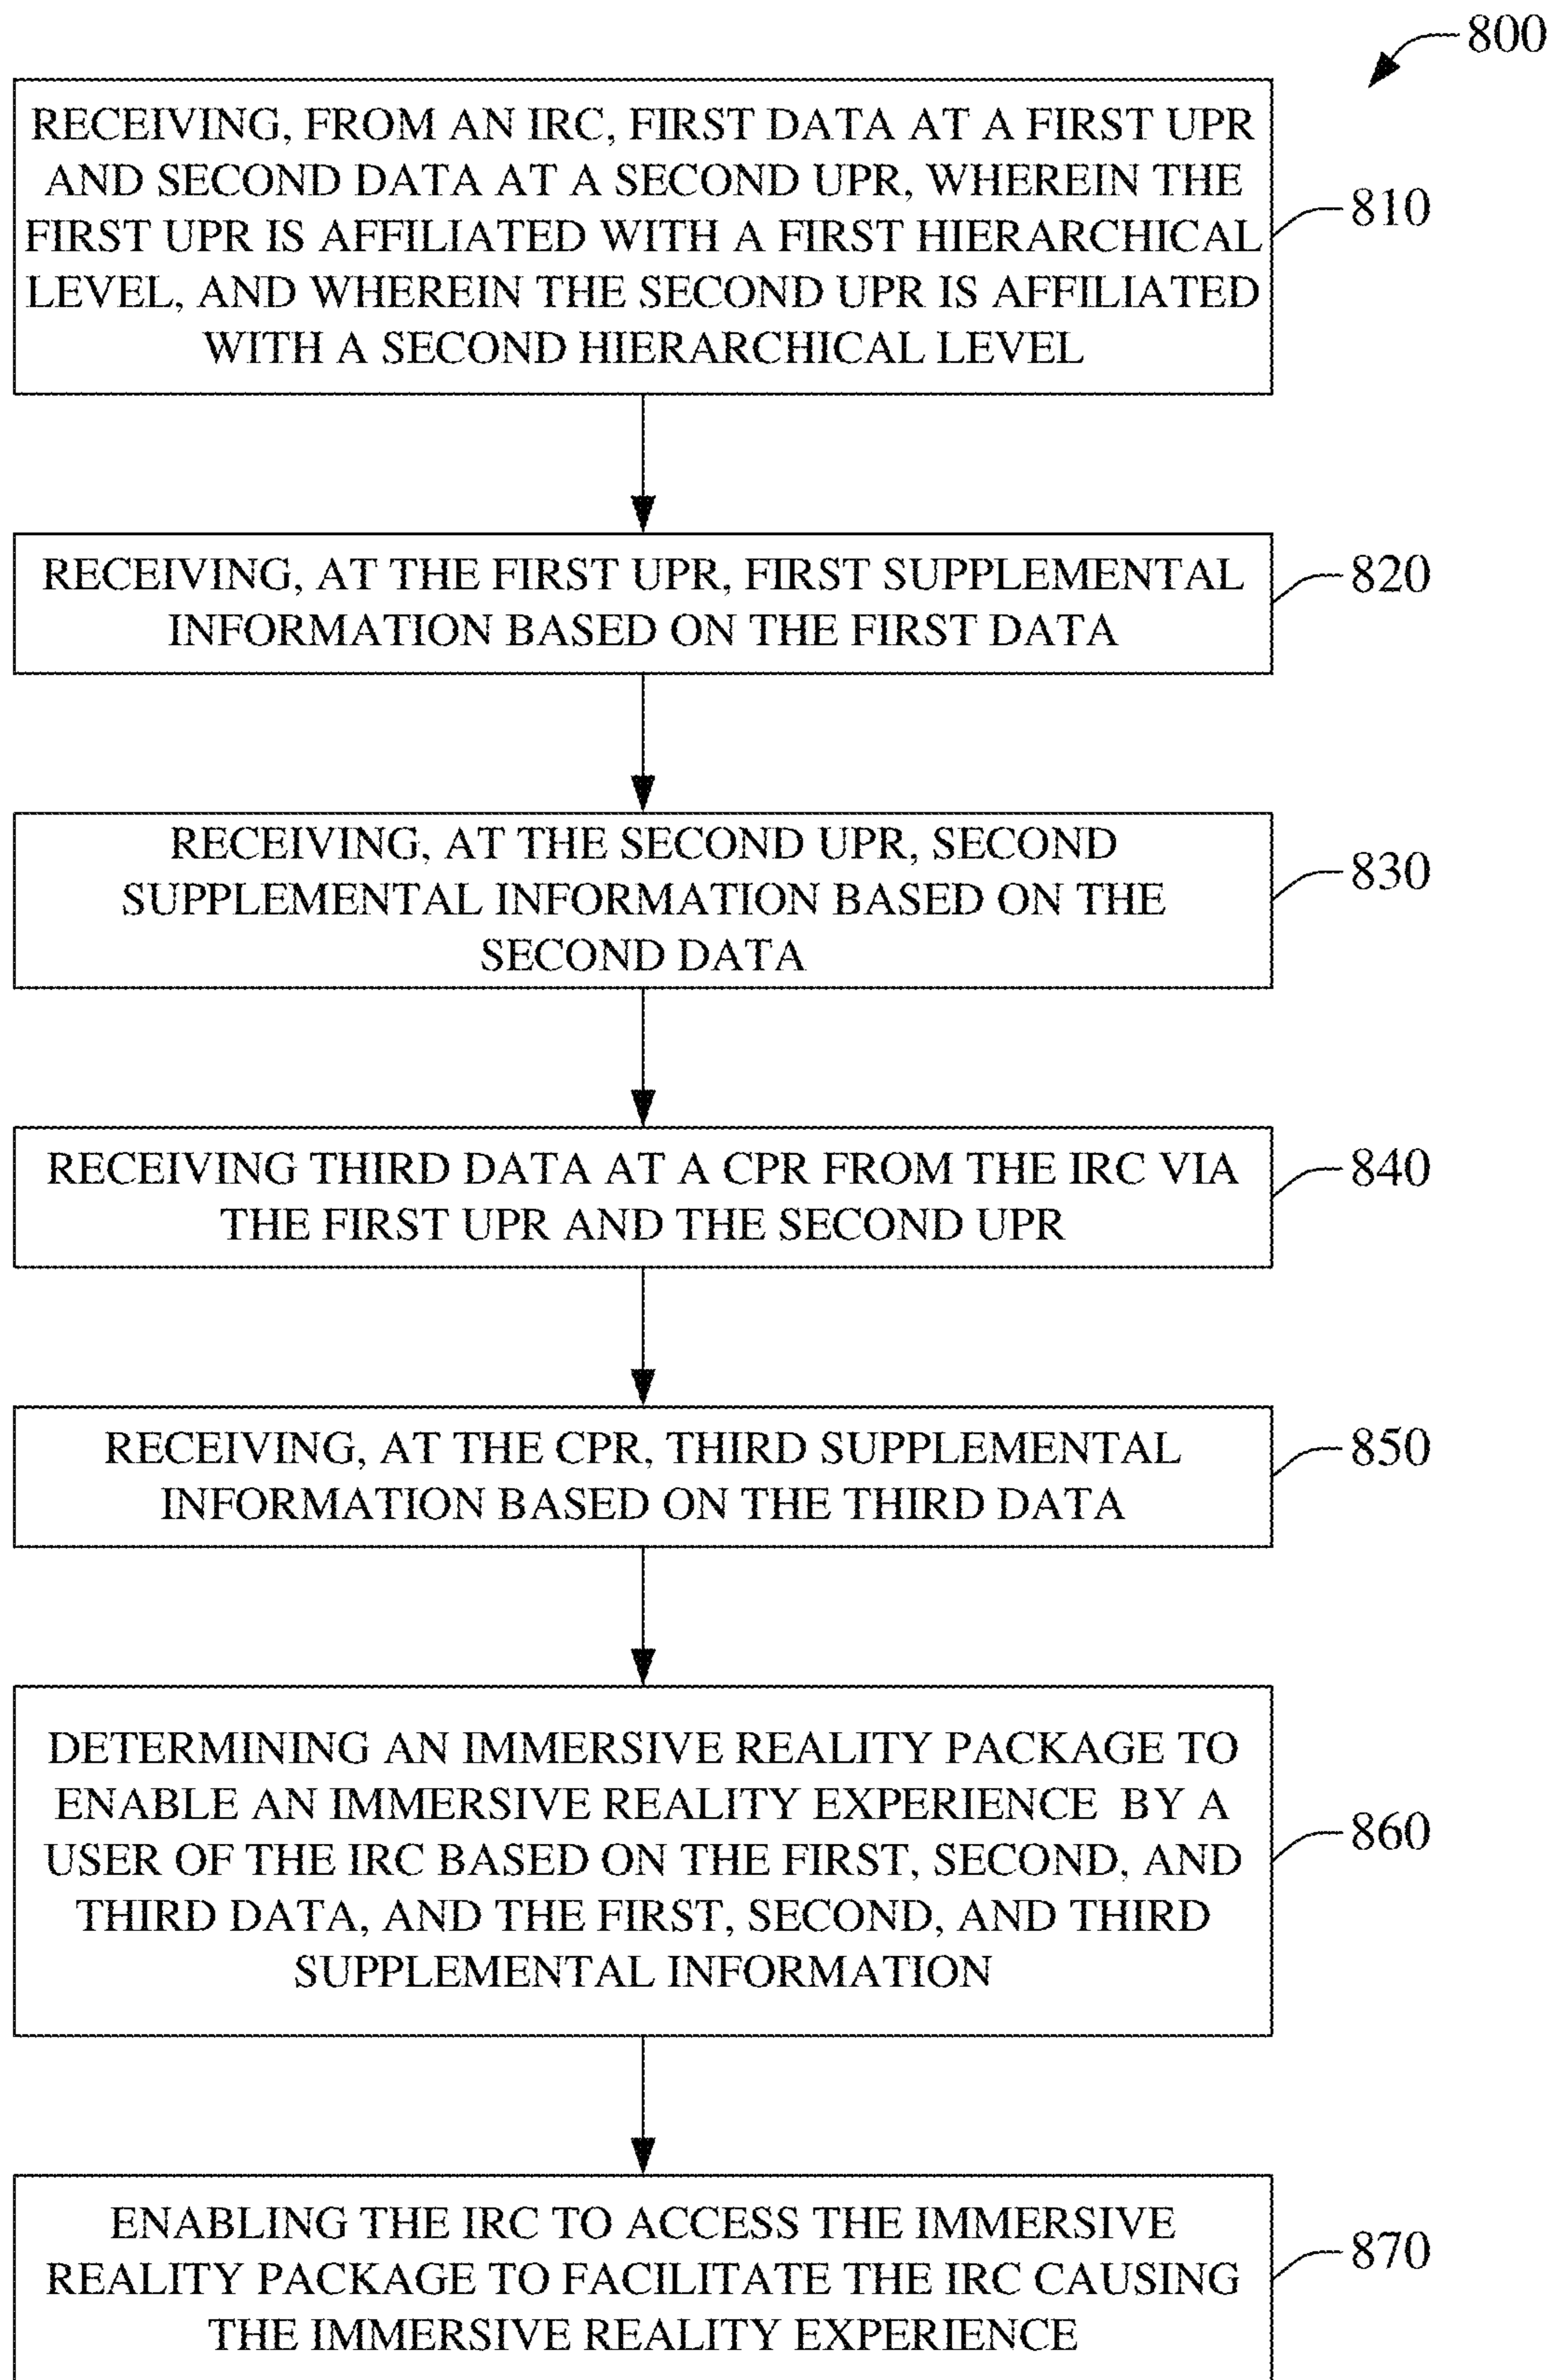 800
RECEIVING, FROM AN IRC, FIRST DATA AT A FIRST UPR
AND SECOND DATA AT A SECOND UPR, WHEREIN THE
FIRST UPR IS AFFILIATED WITH A FIRST HIERARCHICAL
LEVEL, AND WHEREIN THE SECOND UPR IS AFFILIATED
WITH A SECOND HIERARCHICAL LEVEL
810
RECEIVING, AT THE FIRST UPR, FIRST SUPPLEMENTAL
INFORMATION BASED ON THE FIRST DATA
820
RECEIVING, AT THE SECOND UPR, SECOND
SUPPLEMENTAL INFORMATION BASED ON THE
SECOND DATA
830
RECEIVING THIRD DATA AT A CPR FROM THE IRC VIA
THE FIRST UPR AND THE SECOND UPR
840
RECEIVING, AT THE CPR, THIRD SUPPLEMENTAL
INFORMATION BASED ON THE THIRD DATA
850
DETERMINING AN IMMERSIVE REALITY PACKAGE TO
ENABLE AN IMMERSIVE REALITY EXPERIENCE BY A
USER OF THE IRC BASED ON THE FIRST, SECOND, AND
THIRD DATA, AND THE FIRST, SECOND, AND THIRD
SUPPLEMENTAL INFORMATION
860
ENABLING THE IRC TO ACCESS THE IMMERSIVE
REALITY PACKAGE TO FACILITATE THE IRC CAUSING
THE IMMERSIVE REALITY EXPERIENCE
870